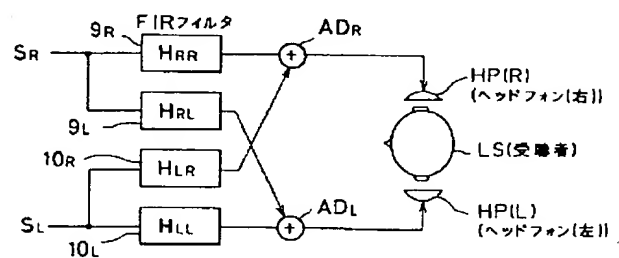 FIRフィルタ
9R
SR
HRR
ADR
HP(R)
(ヘッドフォン(右))
HRL
9L
10R
HLR
LS(受聴者)
SL
HLL
10L
ADL
HP(L)
(ヘッドフォン(左))